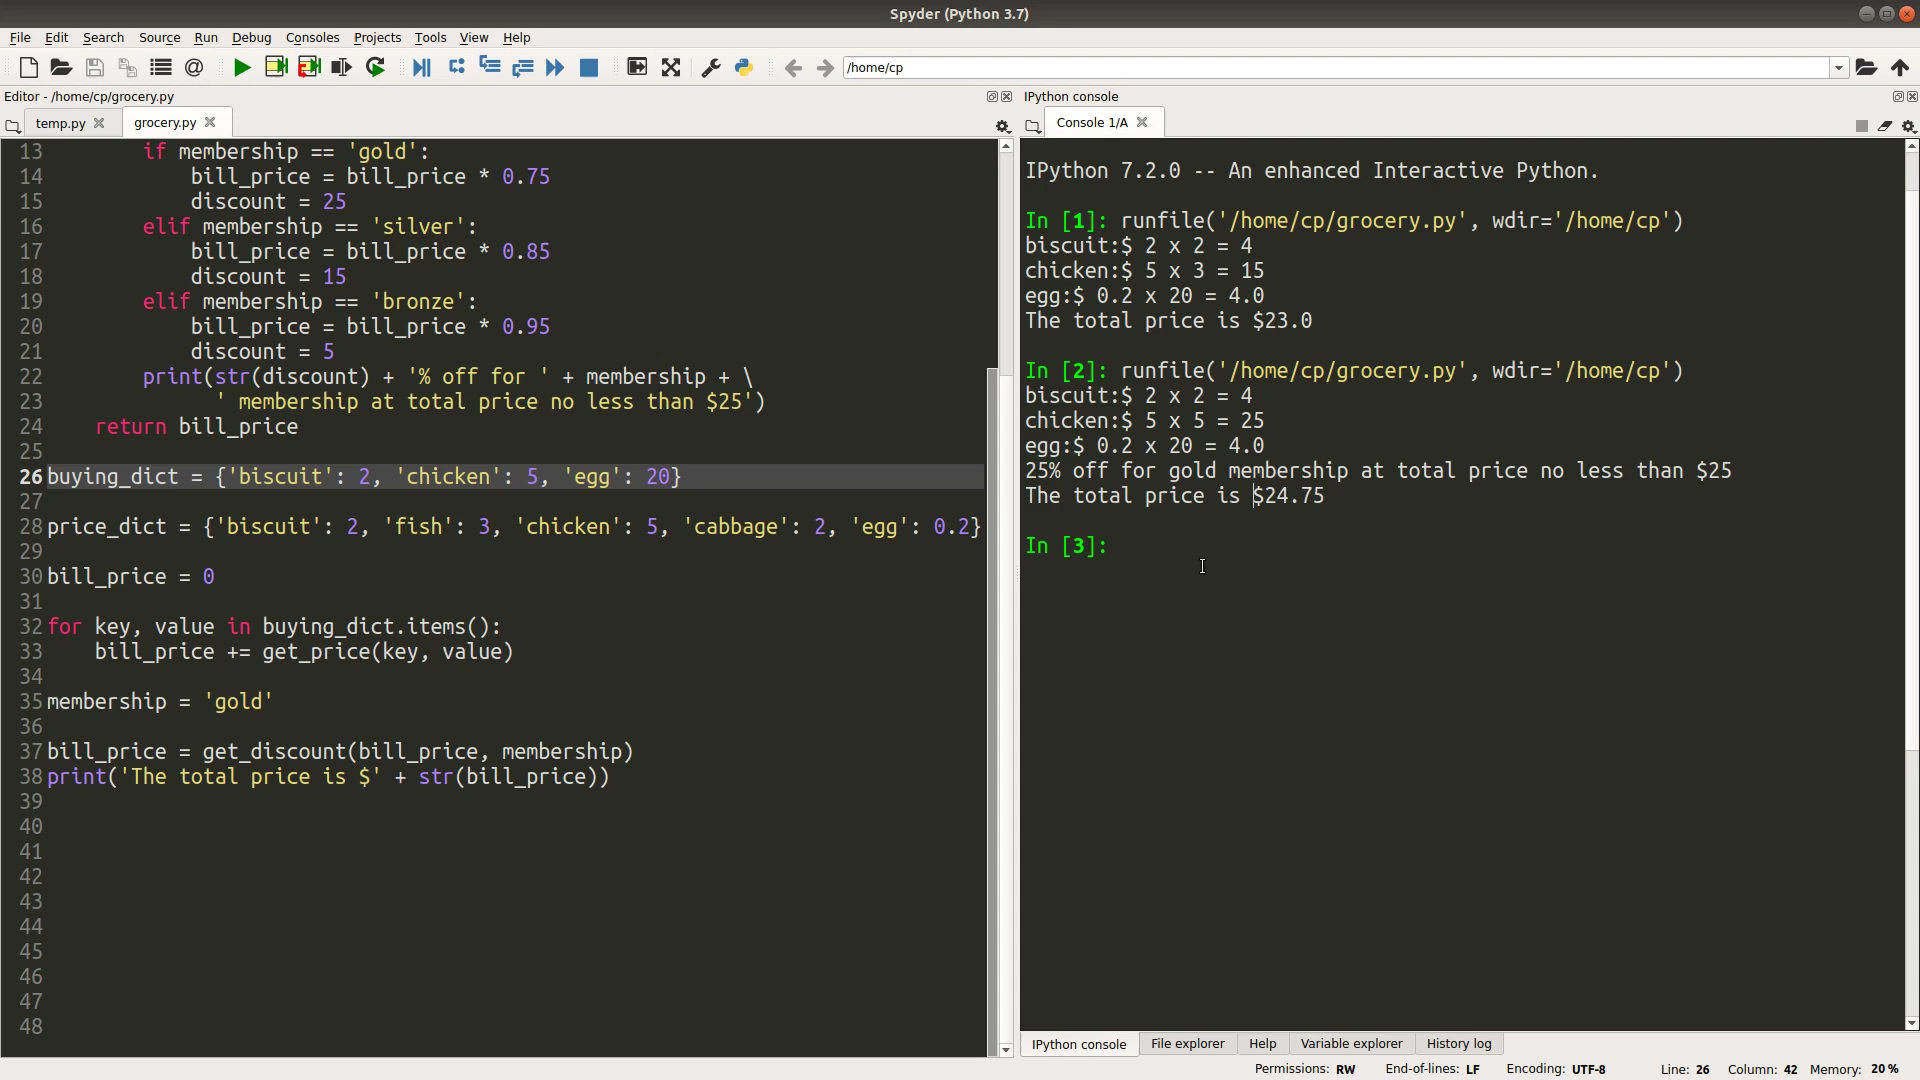 Spyder (Python 3.7)
File Edit Search Source Run Debug Consoles Projects Tools View Help
/home/cp
Editor - /home/cp/grocery.py
temp.py grocery.py
13 if membership == 'gold':
14 bill_price = bill_price * 0.75
15 discount = 25
16 elif membership == 'silver':
17 bill_price = bill_price * 0.85
18 discount = 15
19 elif membership == 'bronze':
20 bill_price = bill_price * 0.95
21 discount = 5
22 print(str(discount) + '% off for ' + membership + \
23 ' membership at total price no less than $25')
24 return bill_price
25
26 buying_dict = {'biscuit': 2, 'chicken': 5, 'egg': 20}
27
28 price_dict = {'biscuit': 2, 'fish': 3, 'chicken': 5, 'cabbage': 2, 'egg': 0.2}
29
30 bill_price = 0
31
32 for key, value in buying_dict.items():
33 bill_price += get_price(key, value)
34
35 membership = 'gold'
36
37 bill_price = get_discount(bill_price, membership)
38 print('The total price is $' + str(bill_price))
39
40
41
42
43
44
45
46
47
48
IPython console
Console 1/A
IPython 7.2.0 -- An enhanced Interactive Python.
In [1]: runfile('/home/cp/grocery.py', wdir='/home/cp')
biscuit:$ 2 x 2 = 4
chicken:$ 5 x 3 = 15
egg:$ 0.2 x 20 = 4.0
The total price is $23.0
In [2]: runfile('/home/cp/grocery.py', wdir='/home/cp')
biscuit:$ 2 x 2 = 4
chicken:$ 5 x 5 = 25
egg:$ 0.2 x 20 = 4.0
25% off for gold membership at total price no less than $25
The total price is $24.75
In [3]:
IPython console File explorer Help Variable explorer History log
Permissions: RW End-of-lines: LF Encoding: UTF-8 Line: 26 Column: 42 Memory: 20 %